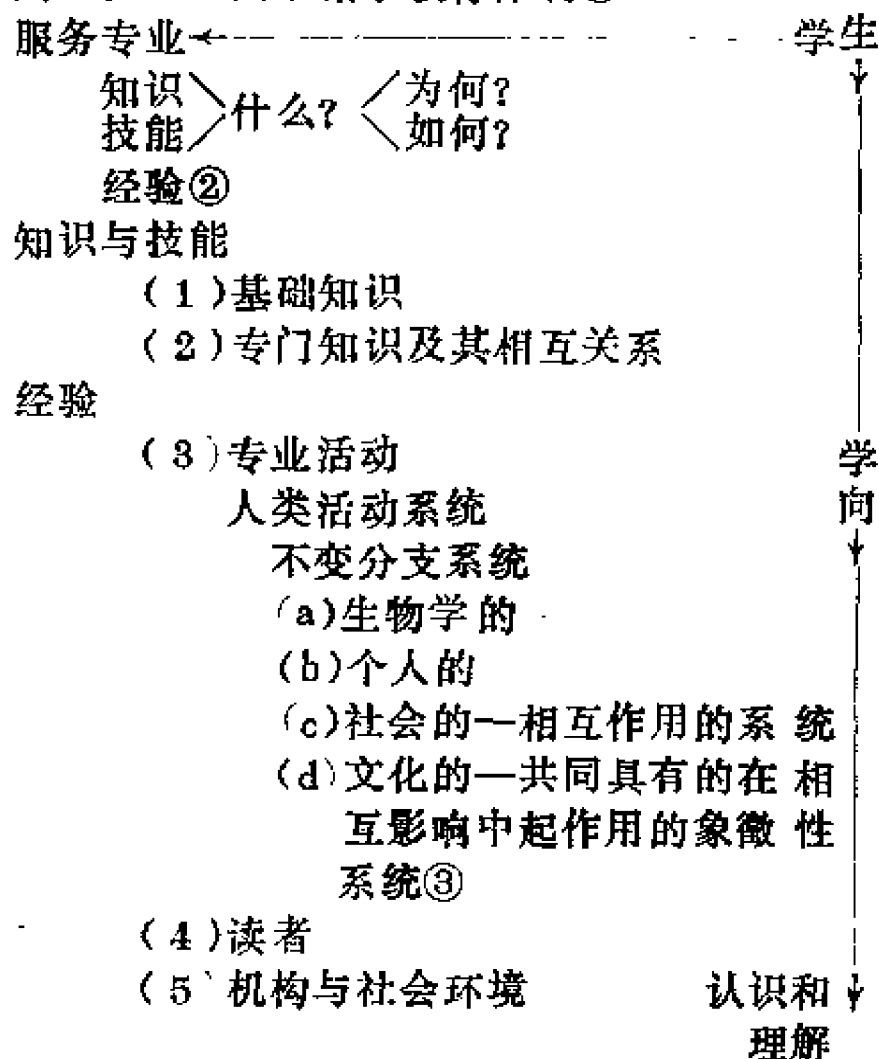 服务专业 学生
知识 什么? 为何?
技能 如何?
经验②
知识与技能
(1)基础知识
(2)专门知识及其相互关系
经验
(3)专业活动 学
人类活动系统 向
不变分支系统
(a)生物学的
(b)个人的
(c)社会的—相互作用的系统
(d)文化的—共同具有的在相
互影响中起作用的象徵性
系统③
(4)读者
(5)机构与社会环境 认识和
理解